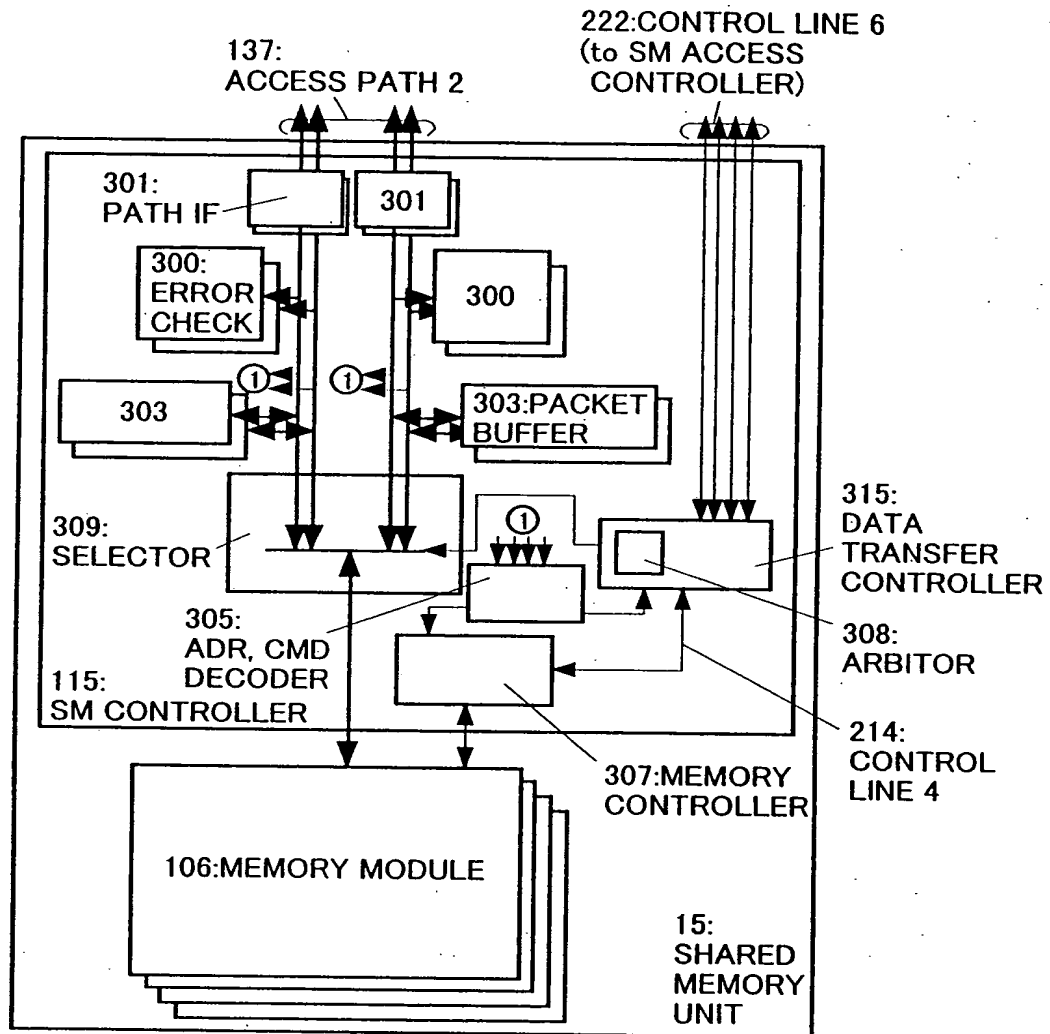 222:CONTROL LINE 6
(to SM ACCESS
CONTROLLER)
137:
ACCESS PATH 2
301:
PATH IF
301
300:
ERROR
CHECK
300
1
1
303
303:PACKET
BUFFER
309:
SELECTOR
1
315:
DATA
TRANSFER
CONTROLLER
305:
ADR, CMD
DECODER
308:
ARBITOR
115:
SM CONTROLLER
214:
CONTROL
LINE 4
307:MEMORY
CONTROLLER
106:MEMORY MODULE
15:
SHARED
MEMORY
UNIT